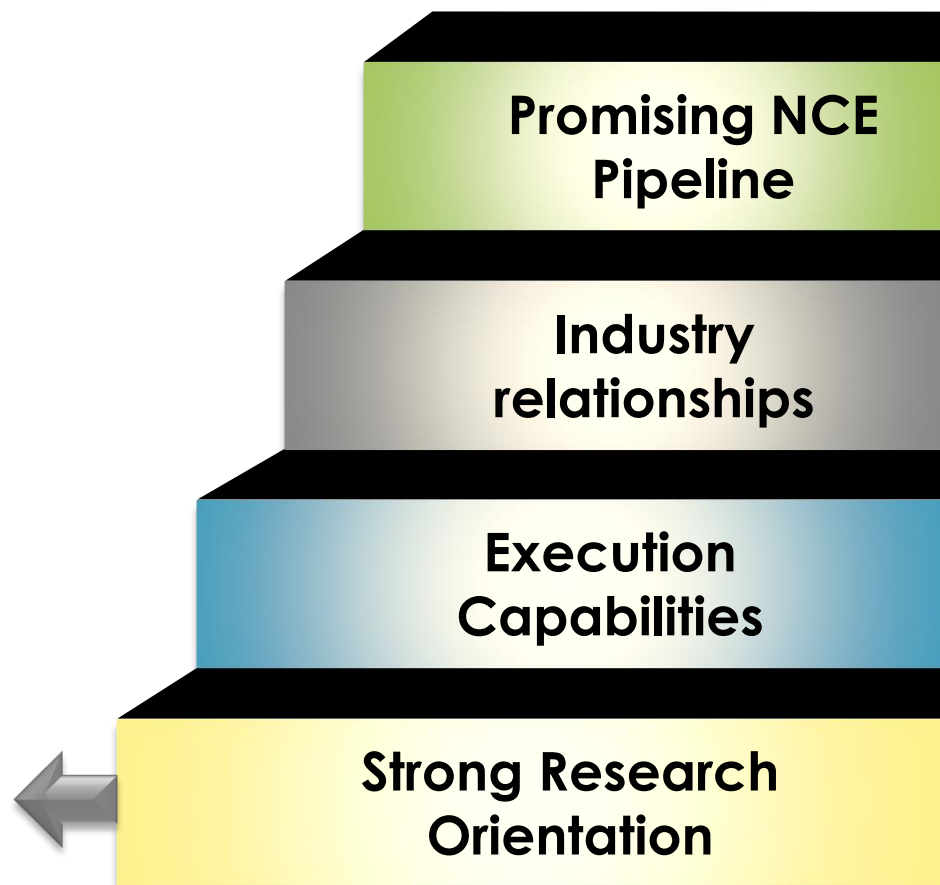 Promising NCE
Pipeline
Industry
relationships
Execution
Capabilities
Strong Research
Orientation